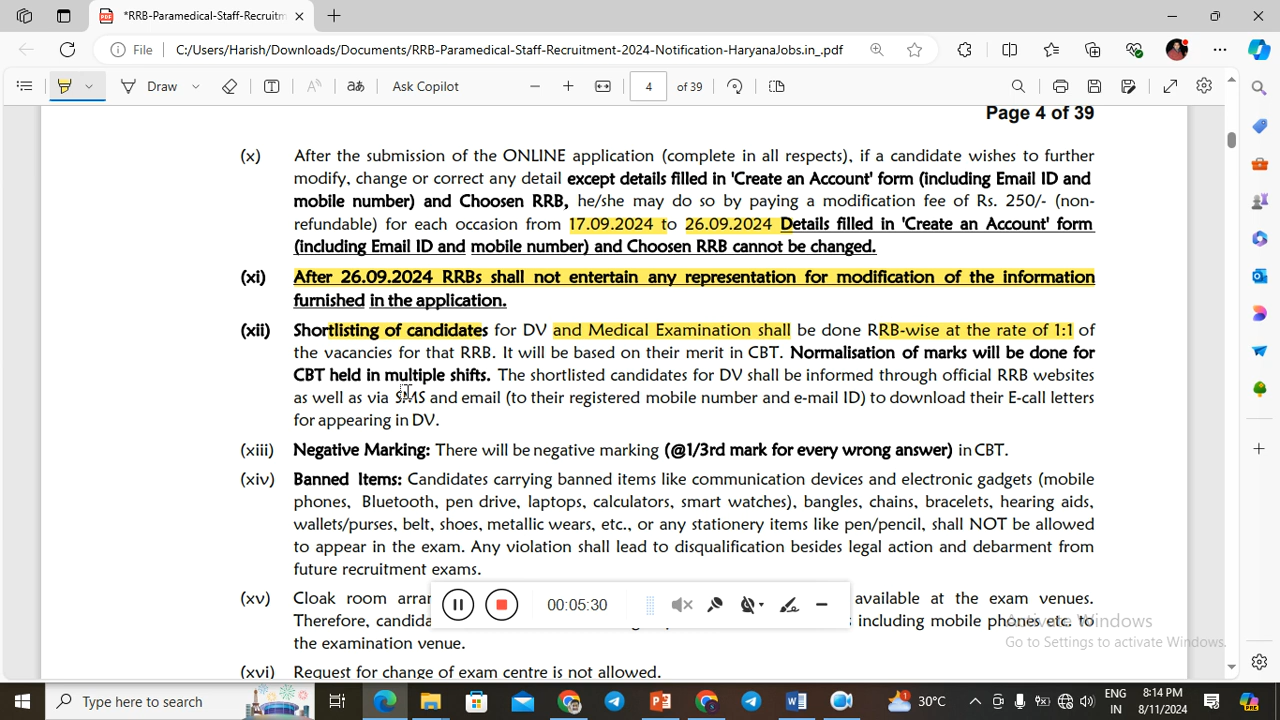 *RRB-Paramedical-Staff-Recruitm
File
C:/Users/Harish/Downloads/Documents/RRB-Paramedical-Staff-Recruitment-2024-Notification-HaryanaJobs.in_.pdf
Draw
Ask Copilot
4 of 39
Page 4 of 39
(x) After the submission of the ONLINE application (complete in all respects), if a candidate wishes to further
modify, change or correct any detail except details filled in 'Create an Account' form (including Email ID and
mobile number) and Choosen RRB, he/she may do so by paying a modification fee of Rs. 250/- (non-
refundable) for each occasion from 17.09.2024 to 26.09.2024 Details filled in 'Create an Account' form
(including Email ID and mobile number) and Choosen RRB cannot be changed.
(xi) After 26.09.2024 RRBs shall not entertain any representation for modification of the information
furnished in the application.
(xii) Shortlisting of candidates for DV and Medical Examination shall be done RRB-wise at the rate of 1:1 of
the vacancies for that RRB. It will be based on their merit in CBT. Normalisation of marks will be done for
CBT held in multiple shifts. The shortlisted candidates for DV shall be informed through official RRB websites
as well as via SMS and email (to their registered mobile number and e-mail ID) to download their E-call letters
for appearing in DV.
(xiii) Negative Marking: There will be negative marking (@1/3rd mark for every wrong answer) in CBT.
(xiv) Banned Items: Candidates carrying banned items like communication devices and electronic gadgets (mobile
phones, Bluetooth, pen drive, laptops, calculators, smart watches), bangles, chains, bracelets, hearing aids,
wallets/purses, belt, shoes, metallic wears, etc., or any stationery items like pen/pencil, shall NOT be allowed
to appear in the exam. Any violation shall lead to disqualification besides legal action and debarment from
future recruitment exams.
(xv) Cloak room available at the exam venues.
Therefore, including mobile phones etc. to
the examination venue.
(xvi) Request for change of exam centre is not allowed.
00:05:30
Activate Windows
Go to Settings to activate Windows.
Type here to search
30°C
ENG
IN
8:14 PM
8/11/2024